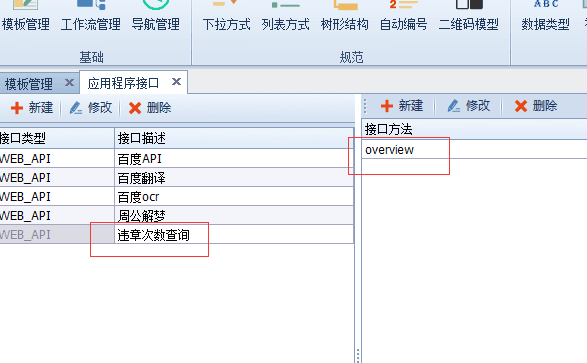 模板管理 工作流管理 导航管理 下拉方式 列表方式 树形结构 自动编号 二维码模型 数据类型
基础 规范
模板管理 应用程序接口
新建 修改 删除 新建 修改 删除
接口类型 接口描述 接口方法
WEB_API 百度API overview
WEB_API 百度翻译
WEB_API 百度ocr
WEB_API 周公解梦
WEB_API 违章次数查询